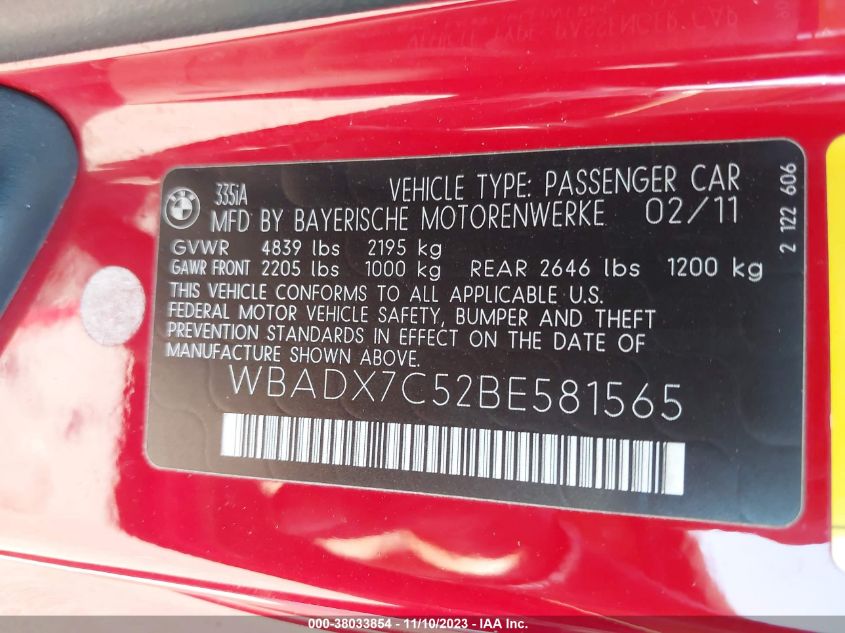 335iA
VEHICLE TYPE: PASSENGER CAR
MFD BY BAYERISCHE MOTORENWERKE 02/11
GVWR 4839 lbs 2195 kg
GAWR FRONT 2205 lbs 1000 kg REAR 2646 lbs 1200 kg
THIS VEHICLE CONFORMS TO ALL APPLICABLE U.S.
FEDERAL MOTOR VEHICLE SAFETY, BUMPER AND THEFT
PREVENTION STANDARDS IN EFFECT ON THE DATE OF
MANUFACTURE SHOWN ABOVE.
WBADX7C52BE581565
2 122 606
000-38033854 - 11/10/2023 - IAA Inc.